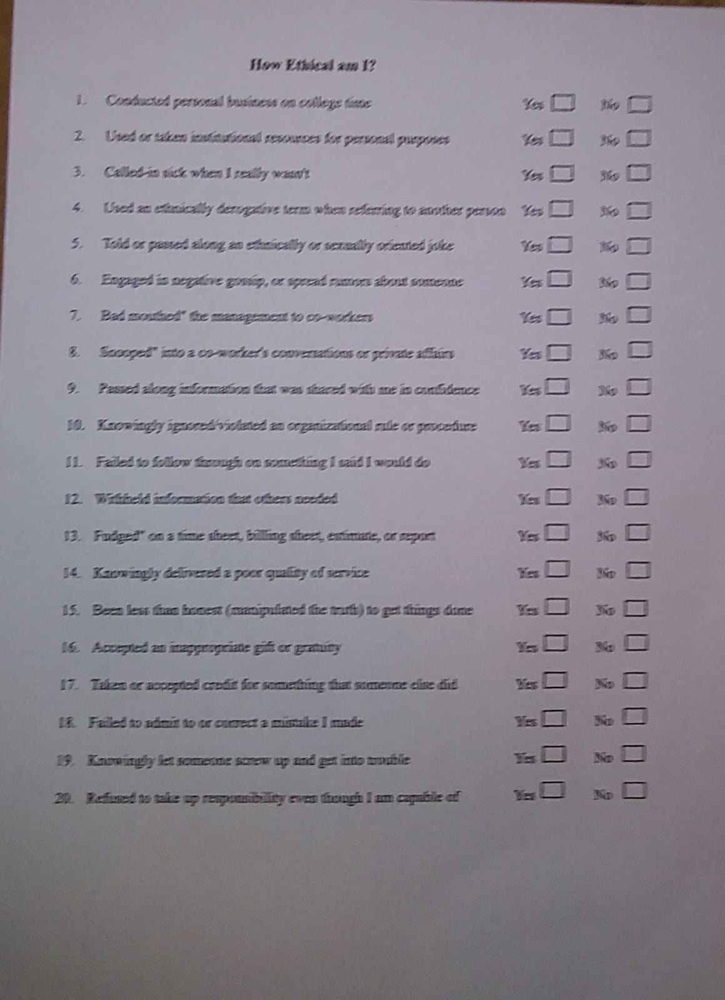 How Ethical am I?
1. Conducted personal business on college time Yes No
2. Used or taken institutional resources for personal purposes Yes No
3. Called-in sick when I really wasn't Yes No
4. Used an ethnically derogative term when referring to another person Yes No
5. Told or passed along an ethnically or sexually oriented joke Yes No
6. Engaged in negative gossip, or spread rumors about someone Yes No
7. Bad mouthed" the management to co-workers Yes No
8. Snooped" into a co-worker's conversations or private affairs Yes No
9. Passed along information that was shared with me in confidence Yes No
10. Knowingly ignored/violated an organizational rule or procedure Yes No
11. Failed to follow through on something I said I would do Yes No
12. Withheld information that others needed Yes No
13. Fudged" on a time sheet, billing sheet, estimate, or report Yes No
14. Knowingly delivered a poor quality of service Yes No
15. Been less than honest (manipulated the truth) to get things done Yes No
16. Accepted an inappropriate gift or gratuity Yes No
17. Taken or accepted credit for something that someone else did Yes No
18. Failed to admit to or correct a mistake I made Yes No
19. Knowingly let someone screw up and get into trouble Yes No
20. Refused to take up responsibility even though I am capable of Yes No